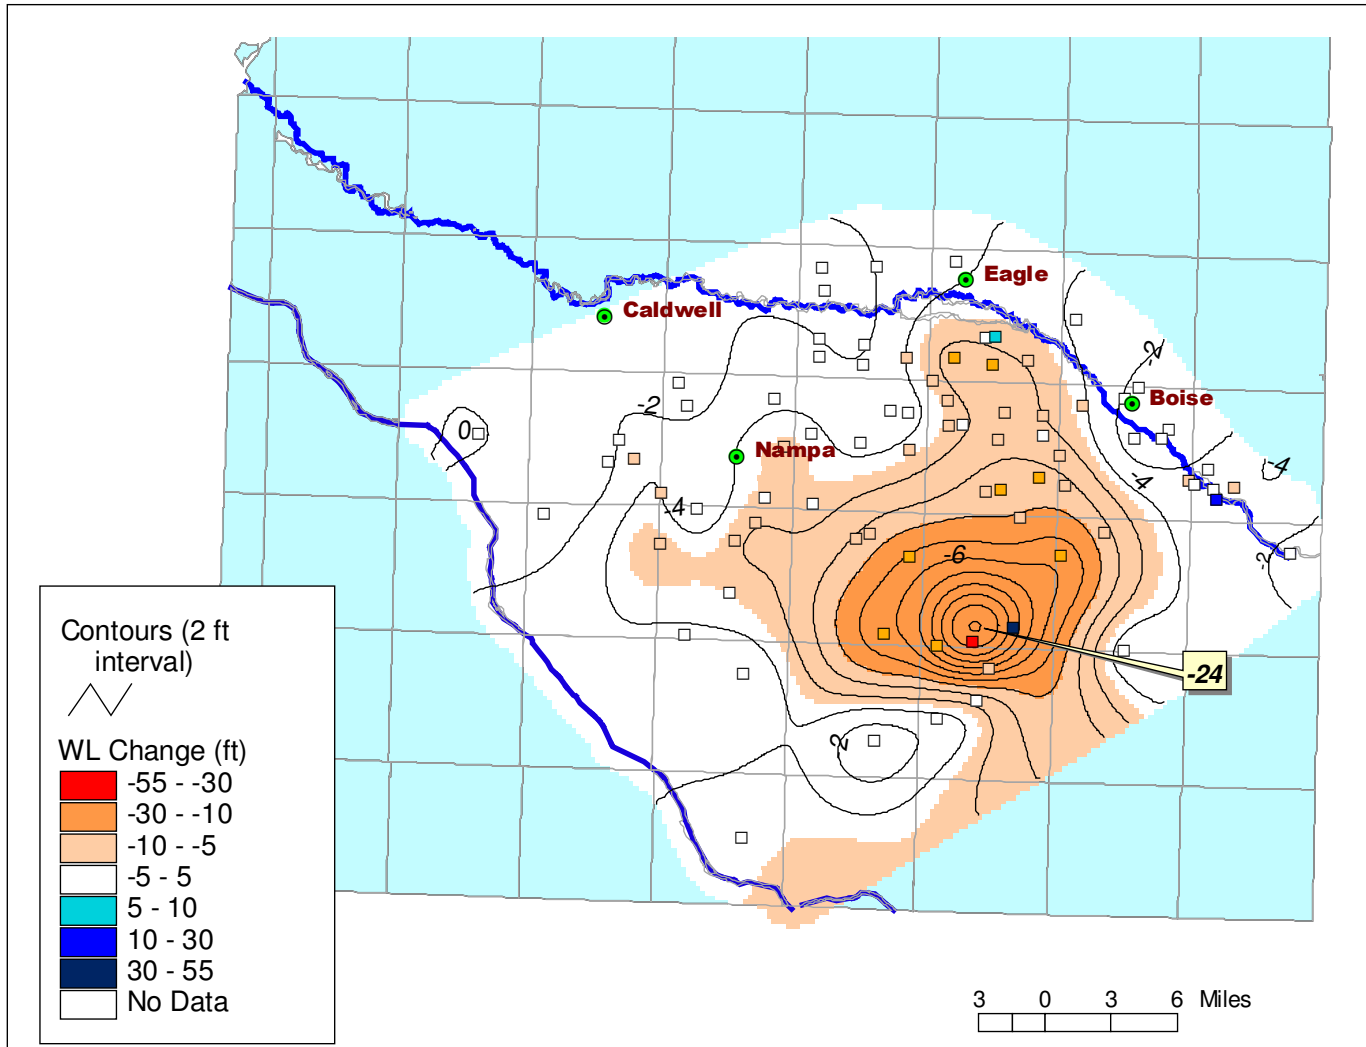 Eagle
Caldwell
-2
Boise
-2
0
Nampa
-4
-4
-4
-6
-2
-24
2
Contours (2 ft
interval)
WL Change (ft)
-55 - -30
-30 - -10
-10 - -5
-5 - 5
5 - 10
10 - 30
30 - 55
No Data
3 0 3 6 Miles